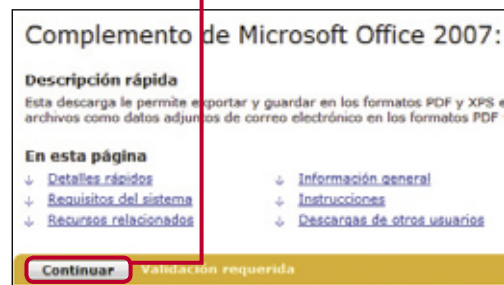 Complemento de Microsoft Office 2007:
Descripción rápida
Esta descarga le permite exportar y guardar en los formatos PDF y XPS e
archivos como datos adjuntos de correo electrónico en los formatos PDF
En esta página
↓ Detalles rápidos
↓ Requisitos del sistema
↓ Recursos relacionados
↓ Información general
↓ Instrucciones
↓ Descargas de otros usuarios
Continuar Validación requerida